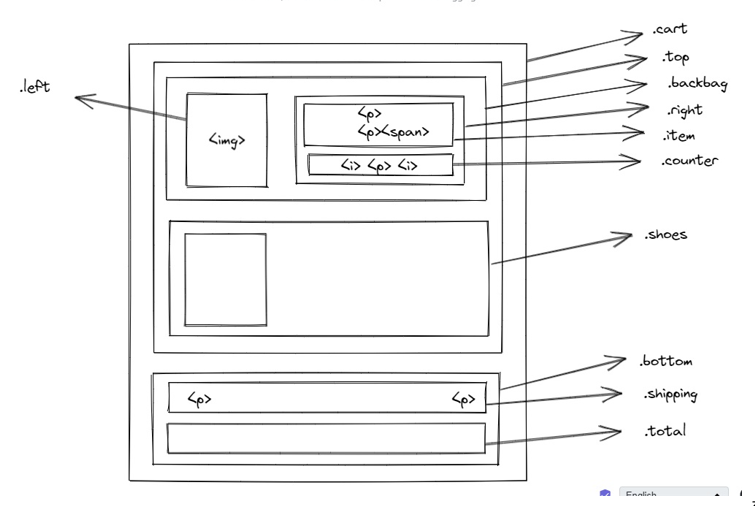 .cart
.top
.left
.backbag
<p>
.right
<img>
<p><span>
.item
<i> <p> <i>
.counter
.shoes
.bottom
<p> <p>
.shipping
.total
English